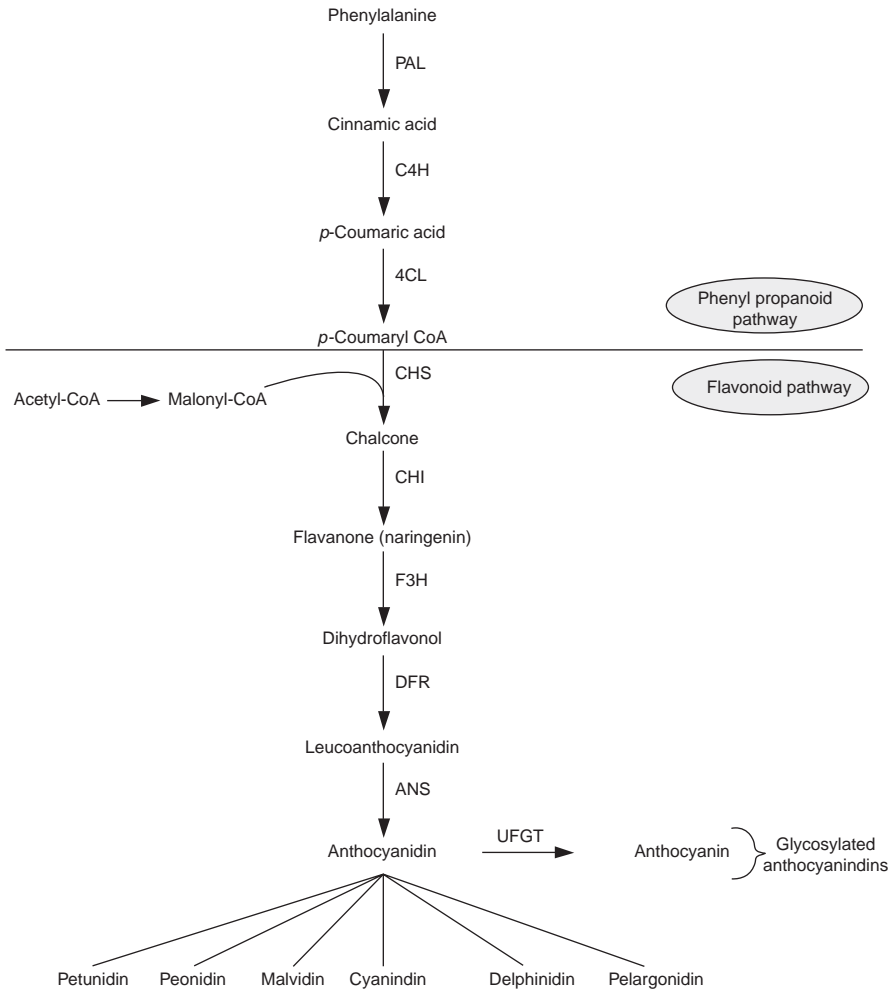 Phenylalanine
PAL
Cinnamic acid
C4H
p-Coumaric acid
4CL
Phenyl propanoid
pathway
p-Coumaryl CoA
CHS
Flavonoid pathway
Acetyl-CoA
Malonyl-CoA
Chalcone
CHI
Flavanone (naringenin)
F3H
Dihydroflavonol
DFR
Leucoanthocyanidin
ANS
Anthocyanidin
UFGT
Anthocyanin
Glycosylated
anthocyanindins
Petunidin
Peonidin
Malvidin
Cyanindin
Delphinidin
Pelargonidin